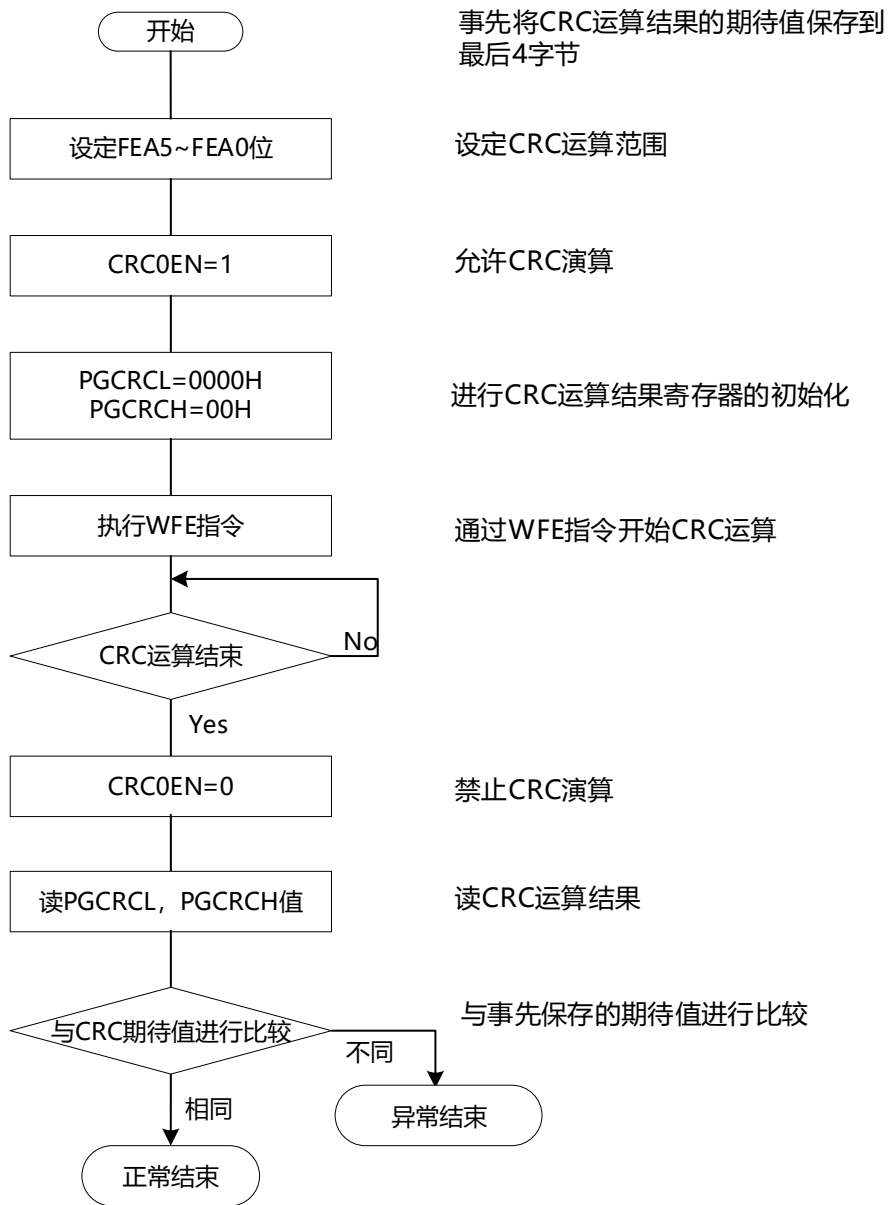 开始
事先将CRC运算结果的期待值保存到
最后4字节
设定FEA5~FEA0位
设定CRC运算范围
CRC0EN=1
允许CRC演算
PGCRCL=0000H
PGCRCH=00H
进行CRC运算结果寄存器的初始化
执行WFE指令
通过WFE指令开始CRC运算
CRC运算结束
No
Yes
CRC0EN=0
禁止CRC演算
读PGCRCL，PGCRCH值
读CRC运算结果
与CRC期待值进行比较
与事先保存的期待值进行比较
不同
相同
异常结束
正常结束